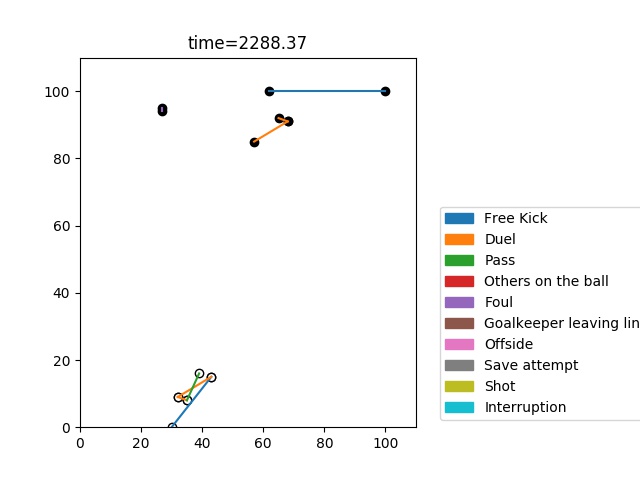 time=2288.37
100
80
60
40
20
0
0 20 40 60 80 100
Free Kick
Duel
Pass
Others on the ball
Foul
Goalkeeper leaving lin
Offside
Save attempt
Shot
Interruption